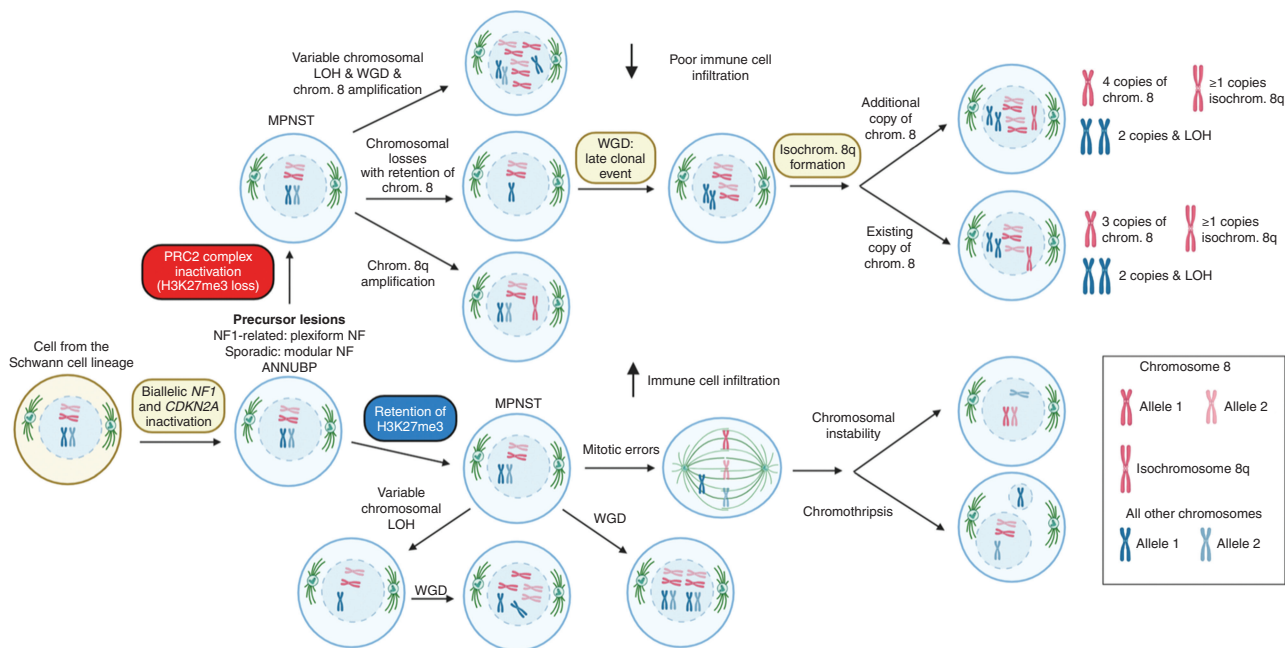 Variable chromosomal
LOH & WGD &
chrom. 8 amplification
Poor immune cell
infiltration
MPNST
Chromosomal
losses
with retention of
chrom. 8
WGD:
late clonal
event
Isochrom. 8q
formation
Additional
copy of
chrom. 8
Existing
copy of
chrom. 8
4 copies of
chrom. 8
≥1 copies
isochrom. 8q
2 copies & LOH
3 copies of
chrom. 8
≥1 copies
isochrom. 8q
2 copies & LOH
Chrom. 8q
amplification
PRC2 complex
inactivation
(H3K27me3 loss)
Precursor lesions
NF1-related: plexiform NF
Sporadic: modular NF
ANNUBP
Cell from the
Schwann cell lineage
Biallelic NF1
and CDKN2A
inactivation
Retention of
H3K27me3
Immune cell infiltration
MPNST
Mitotic errors
Chromosomal
instability
Chromothripsis
Variable
chromosomal
LOH
WGD
WGD
Chromosome 8
Allele 1
Allele 2
Isochromosome 8q
All other chromosomes
Allele 1
Allele 2